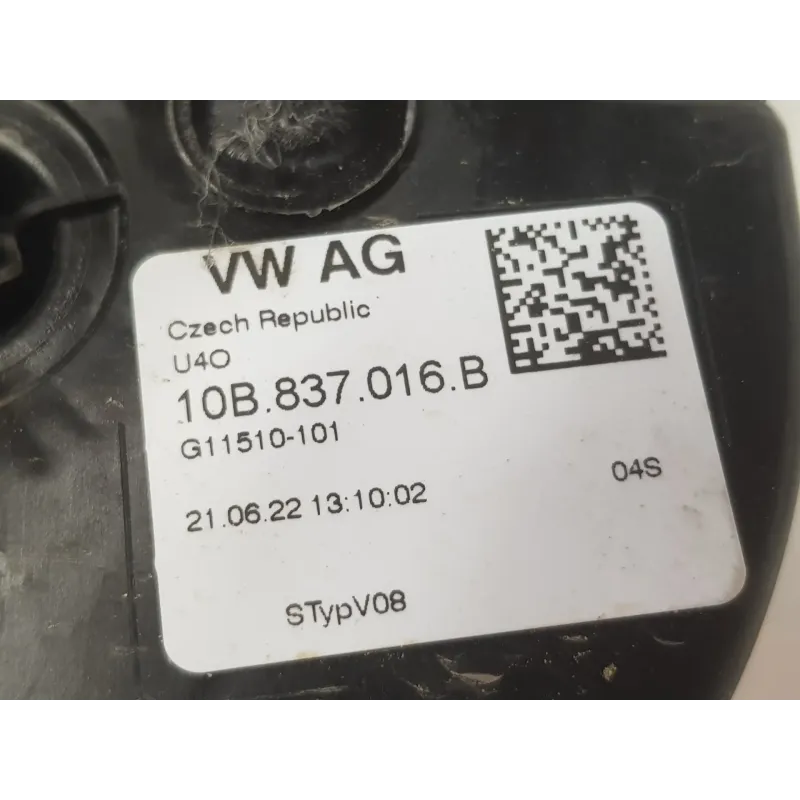 VW AG
Czech Republic
U4O
10B.837.016.B
G11510-101
21.06.22 13:10:02
04S
STypV08